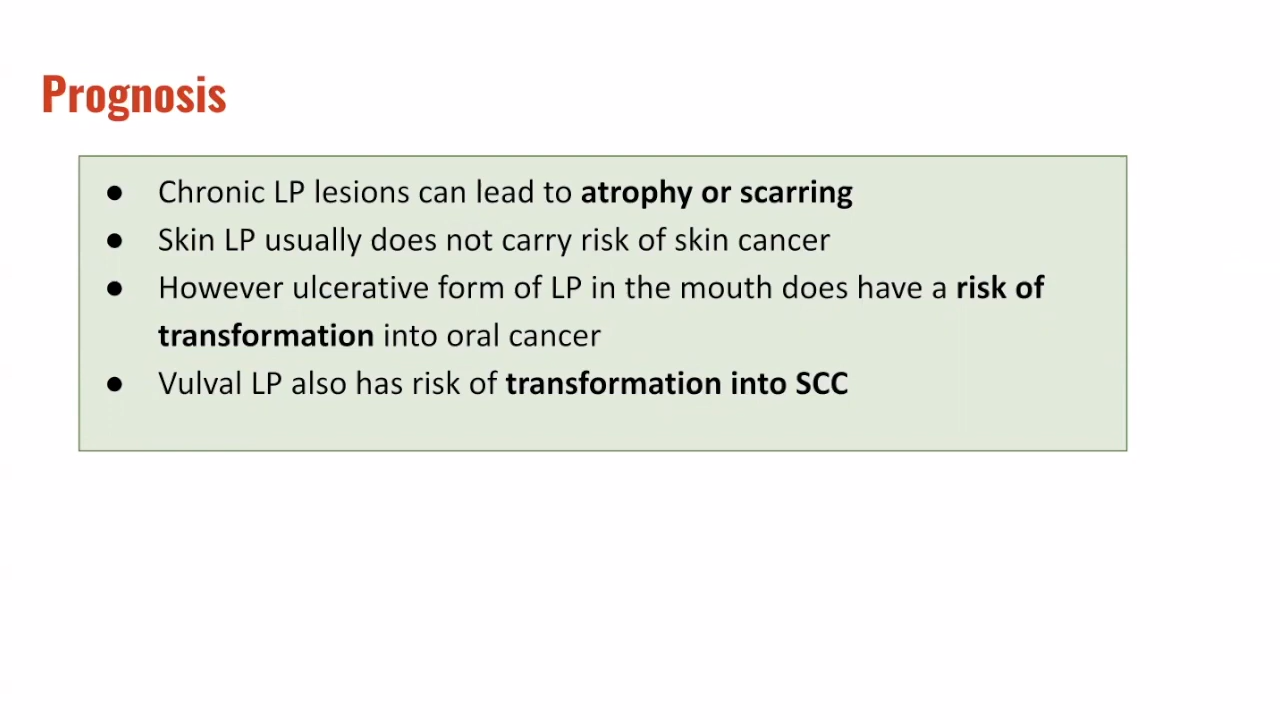 Prognosis
● Chronic LP lesions can lead to atrophy or scarring
● Skin LP usually does not carry risk of skin cancer
● However ulcerative form of LP in the mouth does have a risk of
transformation into oral cancer
● Vulval LP also has risk of transformation into SCC